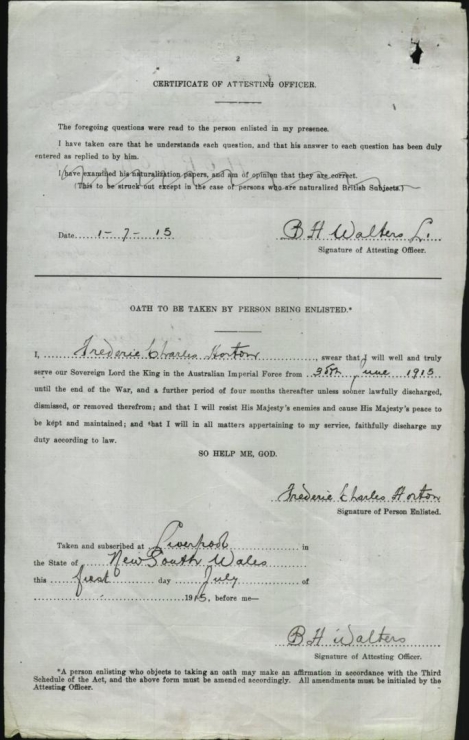 2
CERTIFICATE OF ATTESTING OFFICER.
The foregoing questions were read to the person enlisted in my presence.
I have taken care that he understands each question, and that his answer to each question has been duly
entered as replied to by him.
I have examined his naturalization papers, and am of opinion that they are correct.
(This to be struck out except in the case of persons who are naturalized British Subjects.)
Date 1-7-15 B H Walters L.
Signature of Attesting Officer.
OATH TO BE TAKEN BY PERSON BEING ENLISTED.*
I, Frederic Charles Horton, swear that I will well and truly
serve our Sovereign Lord the King in the Australian Imperial Force from June 1915
until the end of the War, and a further period of four months thereafter unless sooner lawfully discharged,
dismissed, or removed therefrom; and that I will resist His Majesty's enemies and cause His Majesty's peace to
be kept and maintained; and that I will in all matters appertaining to my service, faithfully discharge my
duty according to law.
SO HELP ME, GOD.
Frederic Charles Horton
Signature of Person Enlisted.
Taken and subscribed at Liverpool in
the State of New South Wales
this first day July of
1915, before me—
B H Walters
Signature of Attesting Officer.
*A person enlisting who objects to taking an oath may make an affirmation in accordance with the Third
Schedule of the Act, and the above form must be amended accordingly. All amendments must be initialed by the
Attesting Officer.